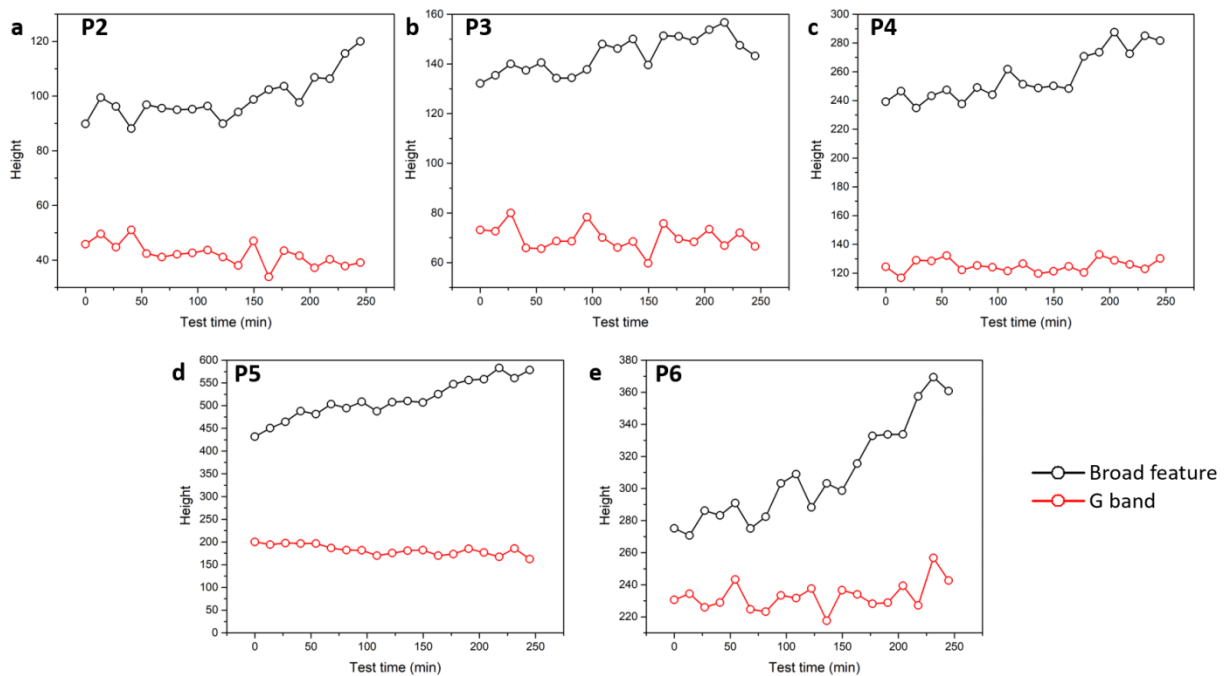 a P2
Height
120
100
80
60
40
0 50 100 150 200 250
Test time (min)
b P3
Height
160
140
120
100
80
60
0 50 100 150 200 250
Test time
c P4
Height
300
280
260
240
220
200
180
160
140
120
0 50 100 150 200 250
Test time (min)
d P5
Height
600
550
500
450
400
350
300
250
200
150
100
50
0
0 50 100 150 200 250
Test time (min)
e P6
Height
380
360
340
320
300
280
260
240
220
0 50 100 150 200 250
Test time (min)
Broad feature
G band